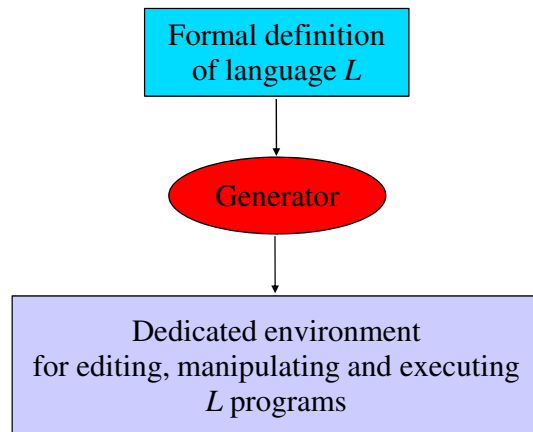 Formal definition
of language L
Generator
Dedicated environment
for editing, manipulating and executing
L programs